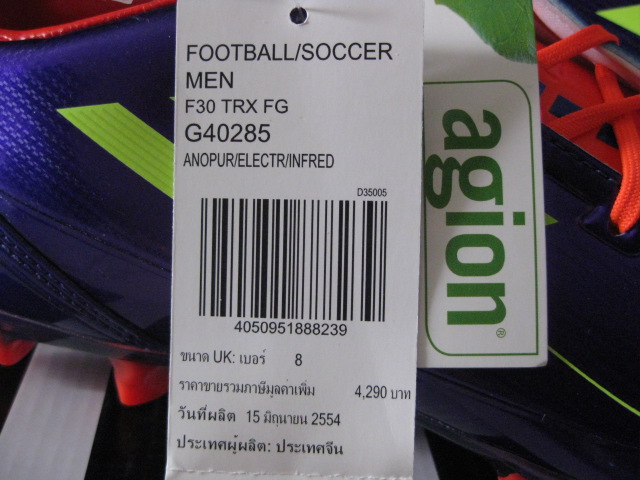 FOOTBALL/SOCCER
MEN
F30 TRX FG
G40285
ANOPUR/ELECTR/INFRED
D35005
4050951888239
ขนาด UK: เบอร์ 8
ราคาขายรวมภาษีมูลค่าเพิ่ม 4,290 บาท
วันที่ผลิต 15 มิถุนายน 2554
ประเทศผู้ผลิต: ประเทศจีน
agion®